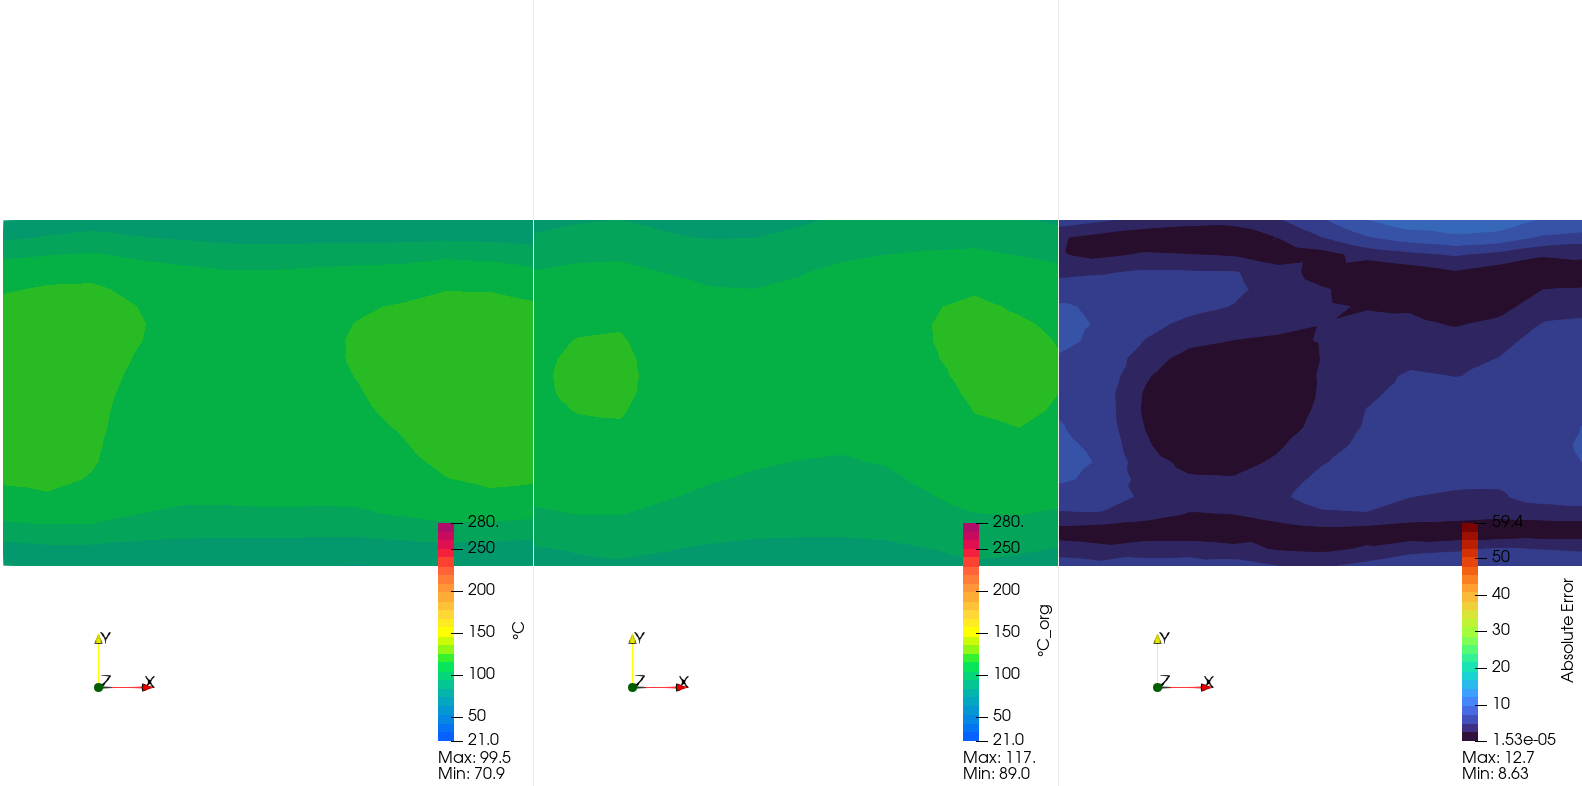 280.
250
200
150
100
50
21.0
°C
Max: 99.5
Min: 70.9
Y
Z
X
280.
250
200
150
100
50
21.0
°C_org
Max: 117.
Min: 89.0
Y
Z
X
59.4
50
40
30
20
10
1.53e-05
Absolute Error
Max: 12.7
Min: 8.63
Y
Z
X